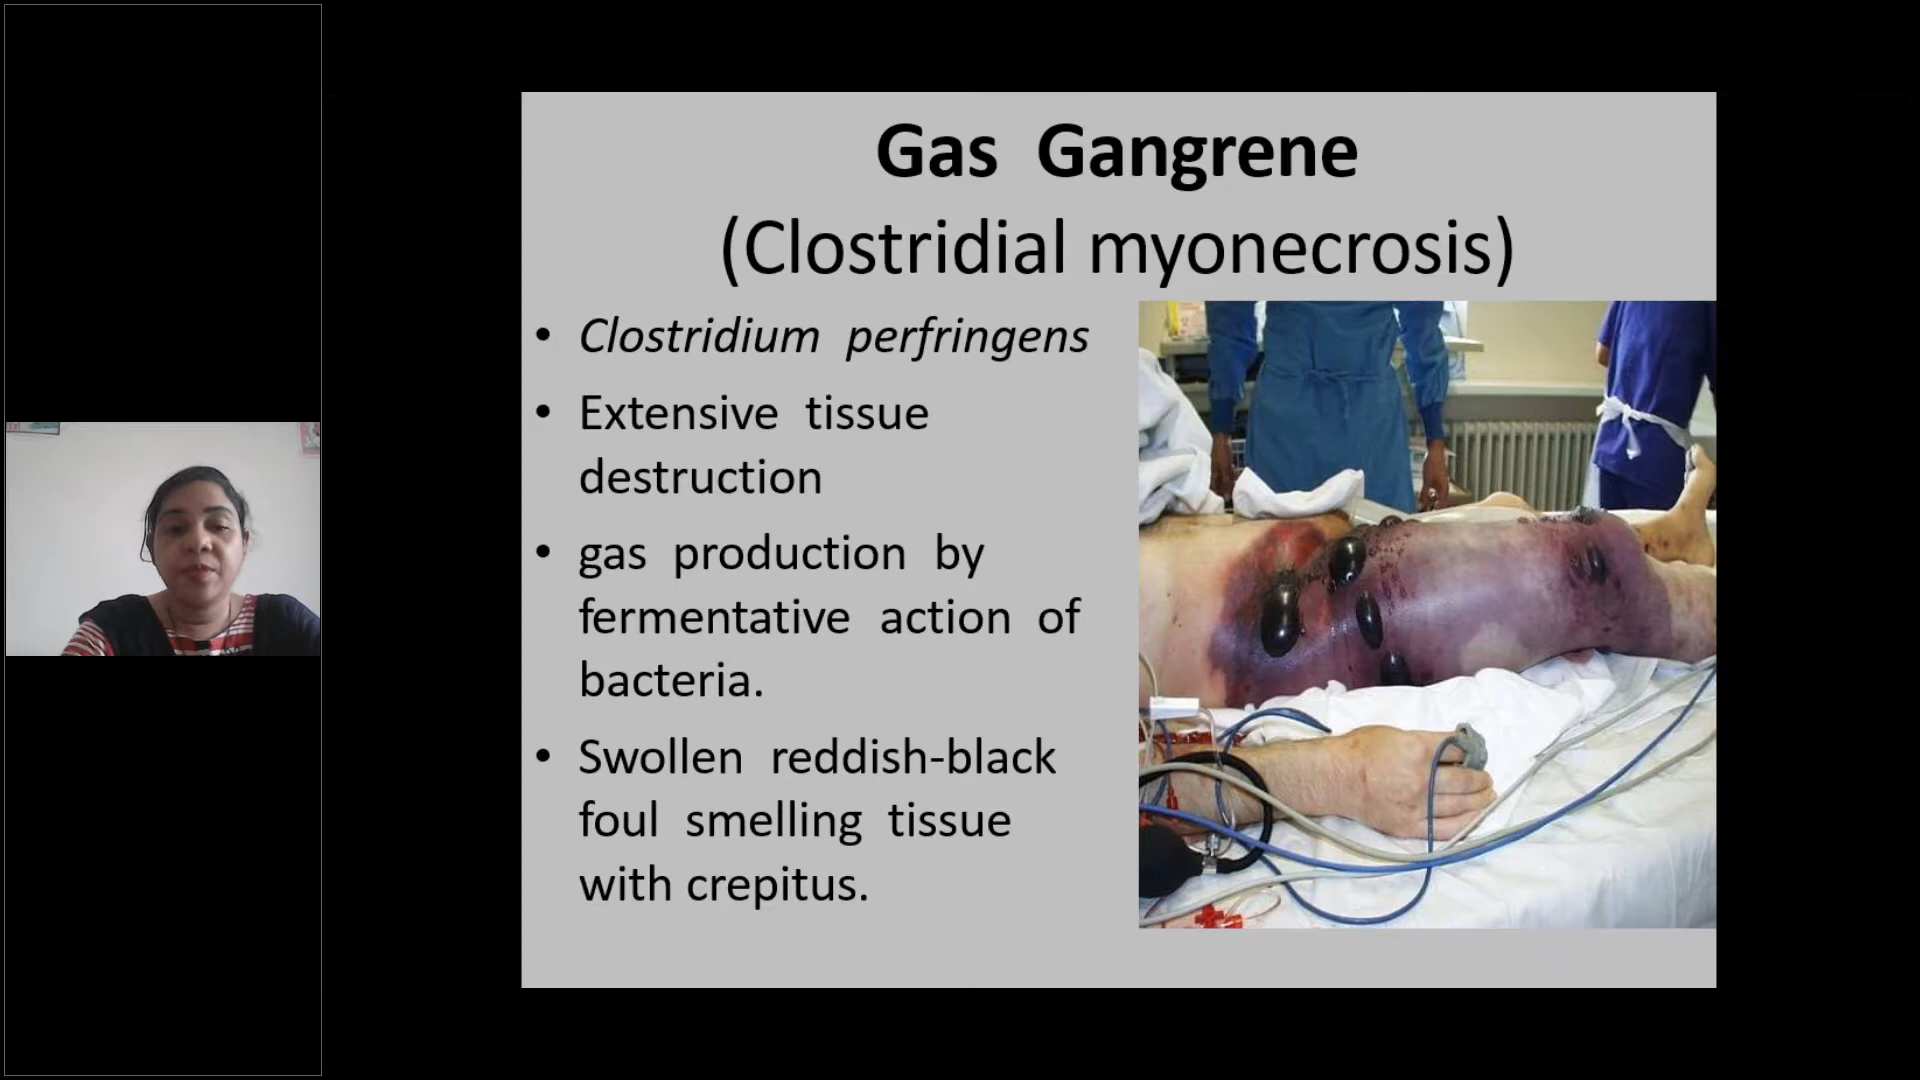 Gas Gangrene
(Clostridial myonecrosis)
• Clostridium perfringens
• Extensive tissue
destruction
• gas production by
fermentative action of
bacteria.
• Swollen reddish-black
foul smelling tissue
with crepitus.